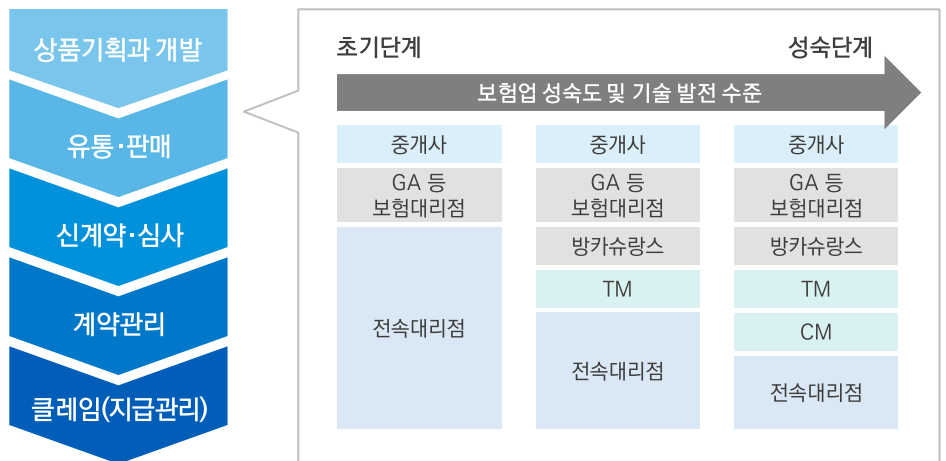 상품기획과 개발
유통·판매
신계약·심사
계약관리
클레임(지급관리)
초기단계
성숙단계
보험업 성숙도 및 기술 발전 수준
중개사
GA 등
보험대리점
전속대리점
중개사
GA 등
보험대리점
방카슈랑스
TM
전속대리점
중개사
GA 등
보험대리점
방카슈랑스
TM
CM
전속대리점